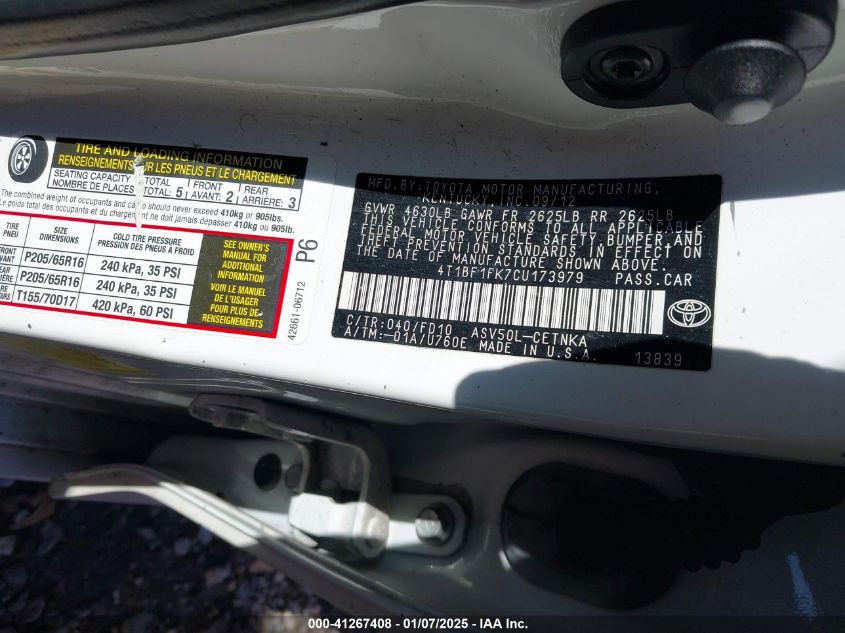 TIRE AND LOADING INFORMATION
RENSEIGNEMENTS SUR LES PNEUS ET LE CHARGEMENT
SEATING CAPACITY TOTAL FRONT REAR
NOMBRE DE PLACES TOTAL: 5 AVANT: 2 ARRIÈRE: 3
The combined weight of occupants and cargo should never exceed 410kg or 905lbs.
Le poids total des occupants et du chargement ne doit jamais dépasser 410kg or 905lbs.
TIRE SIZE COLD TIRE PRESSURE
PNEU DIMENSIONS PRESSION DES PNEUS À FROID
FRONT
AVANT P205/65R16 240 kPa, 35 PSI
REAR
P205/65R16 240 kPa, 35 PSI
T155/70D17 420 kPa, 60 PSI
SEE OWNER'S
MANUAL FOR
ADDITIONAL
INFORMATION
VOIR LE MANUEL
DE L'USAGER
POUR PLUS DE
RENSEIGNEMENTS
P6
42661-06712
MFD.BY:TOYOTA MOTOR MANUFACTURING,
KENTUCKY,INC.09/12
GVWR 4630LB GAWR FR 2625LB RR 2625LB
THIS VEHICLE CONFORMS TO ALL APPLICABLE
FEDERAL MOTOR VEHICLE SAFETY,BUMPER,AND
THEFT PREVENTION STANDARDS IN EFFECT ON
THE DATE OF MANUFACTURE SHOWN ABOVE.
4T1BF1FK7CU173979 PASS.CAR
C/TR:040/FD10 ASV50L-CETNKA
A/TM:-01A/U760E MADE IN U.S.A.
13839
000-41267408 - 01/07/2025 - IAA Inc.